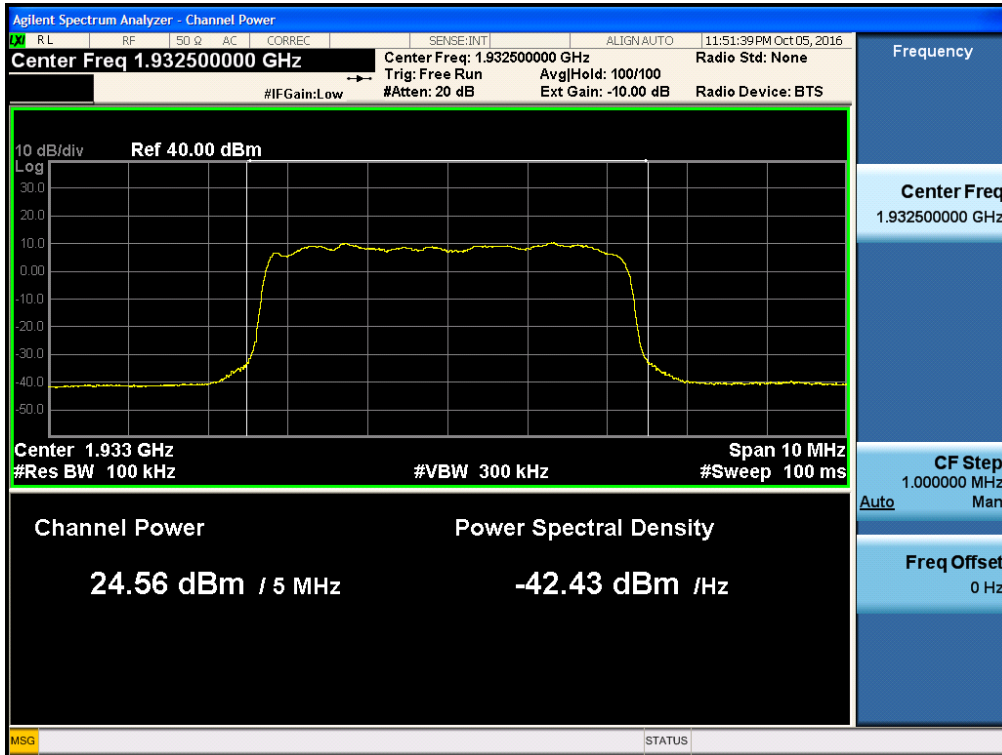 Agilent Spectrum Analyzer - Channel Power
LXI RL RF 50 Ω AC CORREC SENSE:INT ALIGN AUTO 11:51:39 PM Oct 05, 2016
Center Freq 1.932500000 GHz
Center Freq: 1.932500000 GHz Radio Std: None
Trig: Free Run Avg|Hold: 100/100
#IFGain:Low #Atten: 20 dB Ext Gain: -10.00 dB Radio Device: BTS
10 dB/div Ref 40.00 dBm
Log
30.0
20.0
10.0
0.00
-10.0
-20.0
-30.0
-40.0
-50.0
Center 1.933 GHz Span 10 MHz
#Res BW 100 kHz #VBW 300 kHz #Sweep 100 ms
Channel Power Power Spectral Density
24.56 dBm / 5 MHz -42.43 dBm /Hz
Frequency
Center Freq
1.932500000 GHz
CF Step
1.000000 MHz
Auto Man
Freq Offset
0 Hz
MSG STATUS